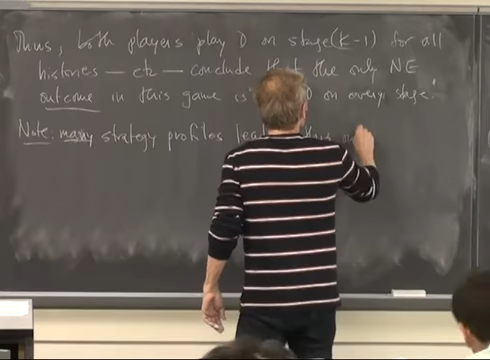 Thus, both players play D on stage (K-1) for all
histories — etc — conclude that the only NE
outcome in this game is D on every stage.
Note: many strategy profiles lead this